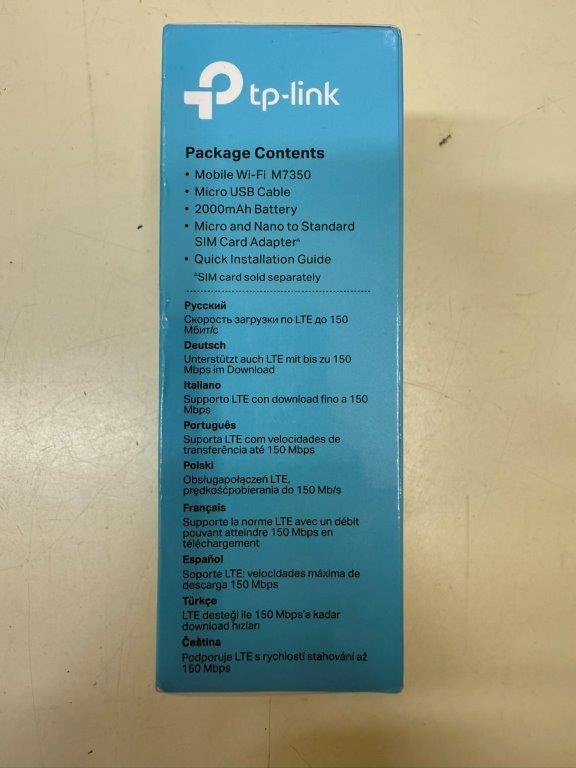 tp-link
Package Contents
• Mobile Wi-Fi M7350
• Micro USB Cable
• 2000mAh Battery
• Micro and Nano to Standard
SIM Card Adapter△
• Quick Installation Guide
△SIM card sold separately
Русский
Скорость загрузки по LTE до 150
Мбит/с
Deutsch
Unterstützt auch LTE mit bis zu 150
Mbps im Download
Italiano
Supporto LTE con download fino a 150
Mbps
Português
Suporta LTE com velocidades de
transferência até 150 Mbps
Polski
Obsługapołączeń LTE,
prędkośćpobierania do 150 Mb/s
Français
Supporte la norme LTE avec un débit
pouvant atteindre 150 Mbps en
téléchargement
Español
Soporte LTE: velocidades máxima de
descarga 150 Mbps
Türkçe
LTE desteği ile 150 Mbps'a kadar
download hızları
Čeština
Podporuje LTE s rychlostí stahování až
150 Mbps